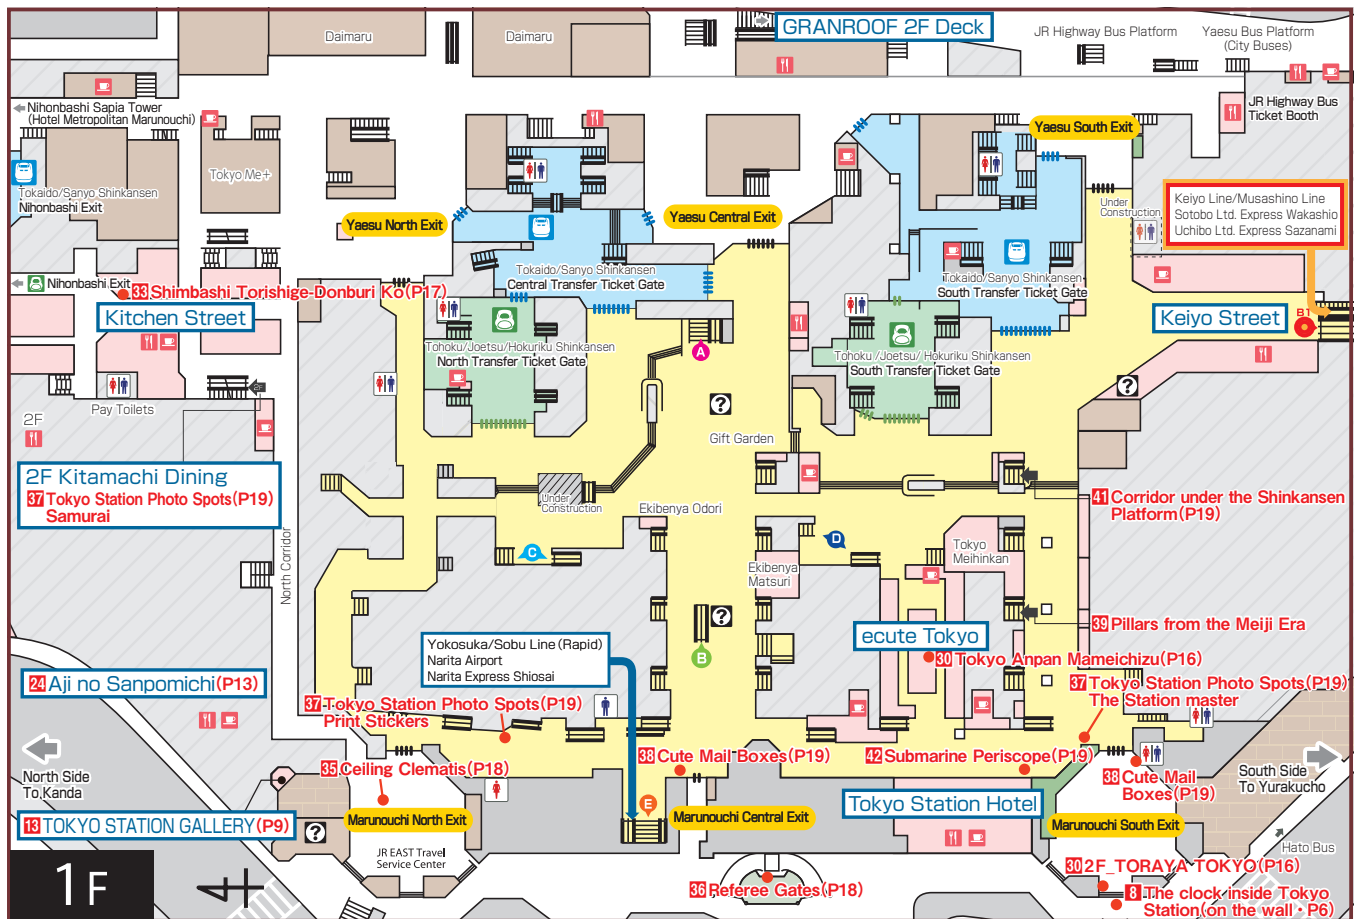 GRANROOF 2F Deck
Daimaru
Daimaru
JR Highway Bus Platform
Yaesu Bus Platform
(City Buses)
Nihonbashi Sapia Tower
(Hotel Metropolitan Marunouchi)
JR Highway Bus
Ticket Booth
Yaesu South Exit
Tokyo Me+
Tokaido/Sanyo Shinkansen
Nihonbashi Exit
Yaesu North Exit
Yaesu Central Exit
Under
Construction
Keiyo Line/Musashino Line
Sotobo Ltd. Express Wakashio
Uchibo Ltd. Express Sazanami
Tokaido/Sanyo Shinkansen
Central Transfer Ticket Gate
Tokaido/Sanyo Shinkansen
South Transfer Ticket Gate
Nihonbashi Exit
33 Shimbashi Torishige-Donburi Ko(P17)
Kitchen Street
Keiyo Street
B1
Tohoku/Joetsu/Hokuriku Shinkansen
North Transfer Ticket Gate
A
Tohoku/Joetsu/Hokuriku Shinkansen
South Transfer Ticket Gate
2F
Pay Toilets
?
?
2F
Gift Garden
2F Kitamachi Dining
37 Tokyo Station Photo Spots(P19)
Samurai
Under
Construction
Ekibenya Odori
41 Corridor under the Shinkansen
Platform(P19)
North Corridor
C
D
Tokyo
Meihinkan
Ekibenya
Matsuri
?
39 Pillars from the Meiji Era
ecute Tokyo
Yokosuka/Sobu Line (Rapid)
Narita Airport
Narita Express Shiosai
B
30 Tokyo Anpan Mameichizu(P16)
24 Aji no Sanpomichi(P13)
37 Tokyo Station Photo Spots(P19)
The Station master
37 Tokyo Station Photo Spots(P19)
Print Stickers
North Side
To Kanda
35 Ceiling Clematis(P18)
38 Cute Mail Boxes(P19)
42 Submarine Periscope(P19)
38 Cute Mail
Boxes(P19)
South Side
To Yurakucho
E
Tokyo Station Hotel
13 TOKYO STATION GALLERY(P9)
?
Marunouchi North Exit
Marunouchi Central Exit
Marunouchi South Exit
Hato Bus
JR EAST Travel
Service Center
1F
4
36 Referee Gates(P18)
30 2F_TORAYA TOKYO(P16)
8 The clock inside Tokyo
Station(on the wall・P6)